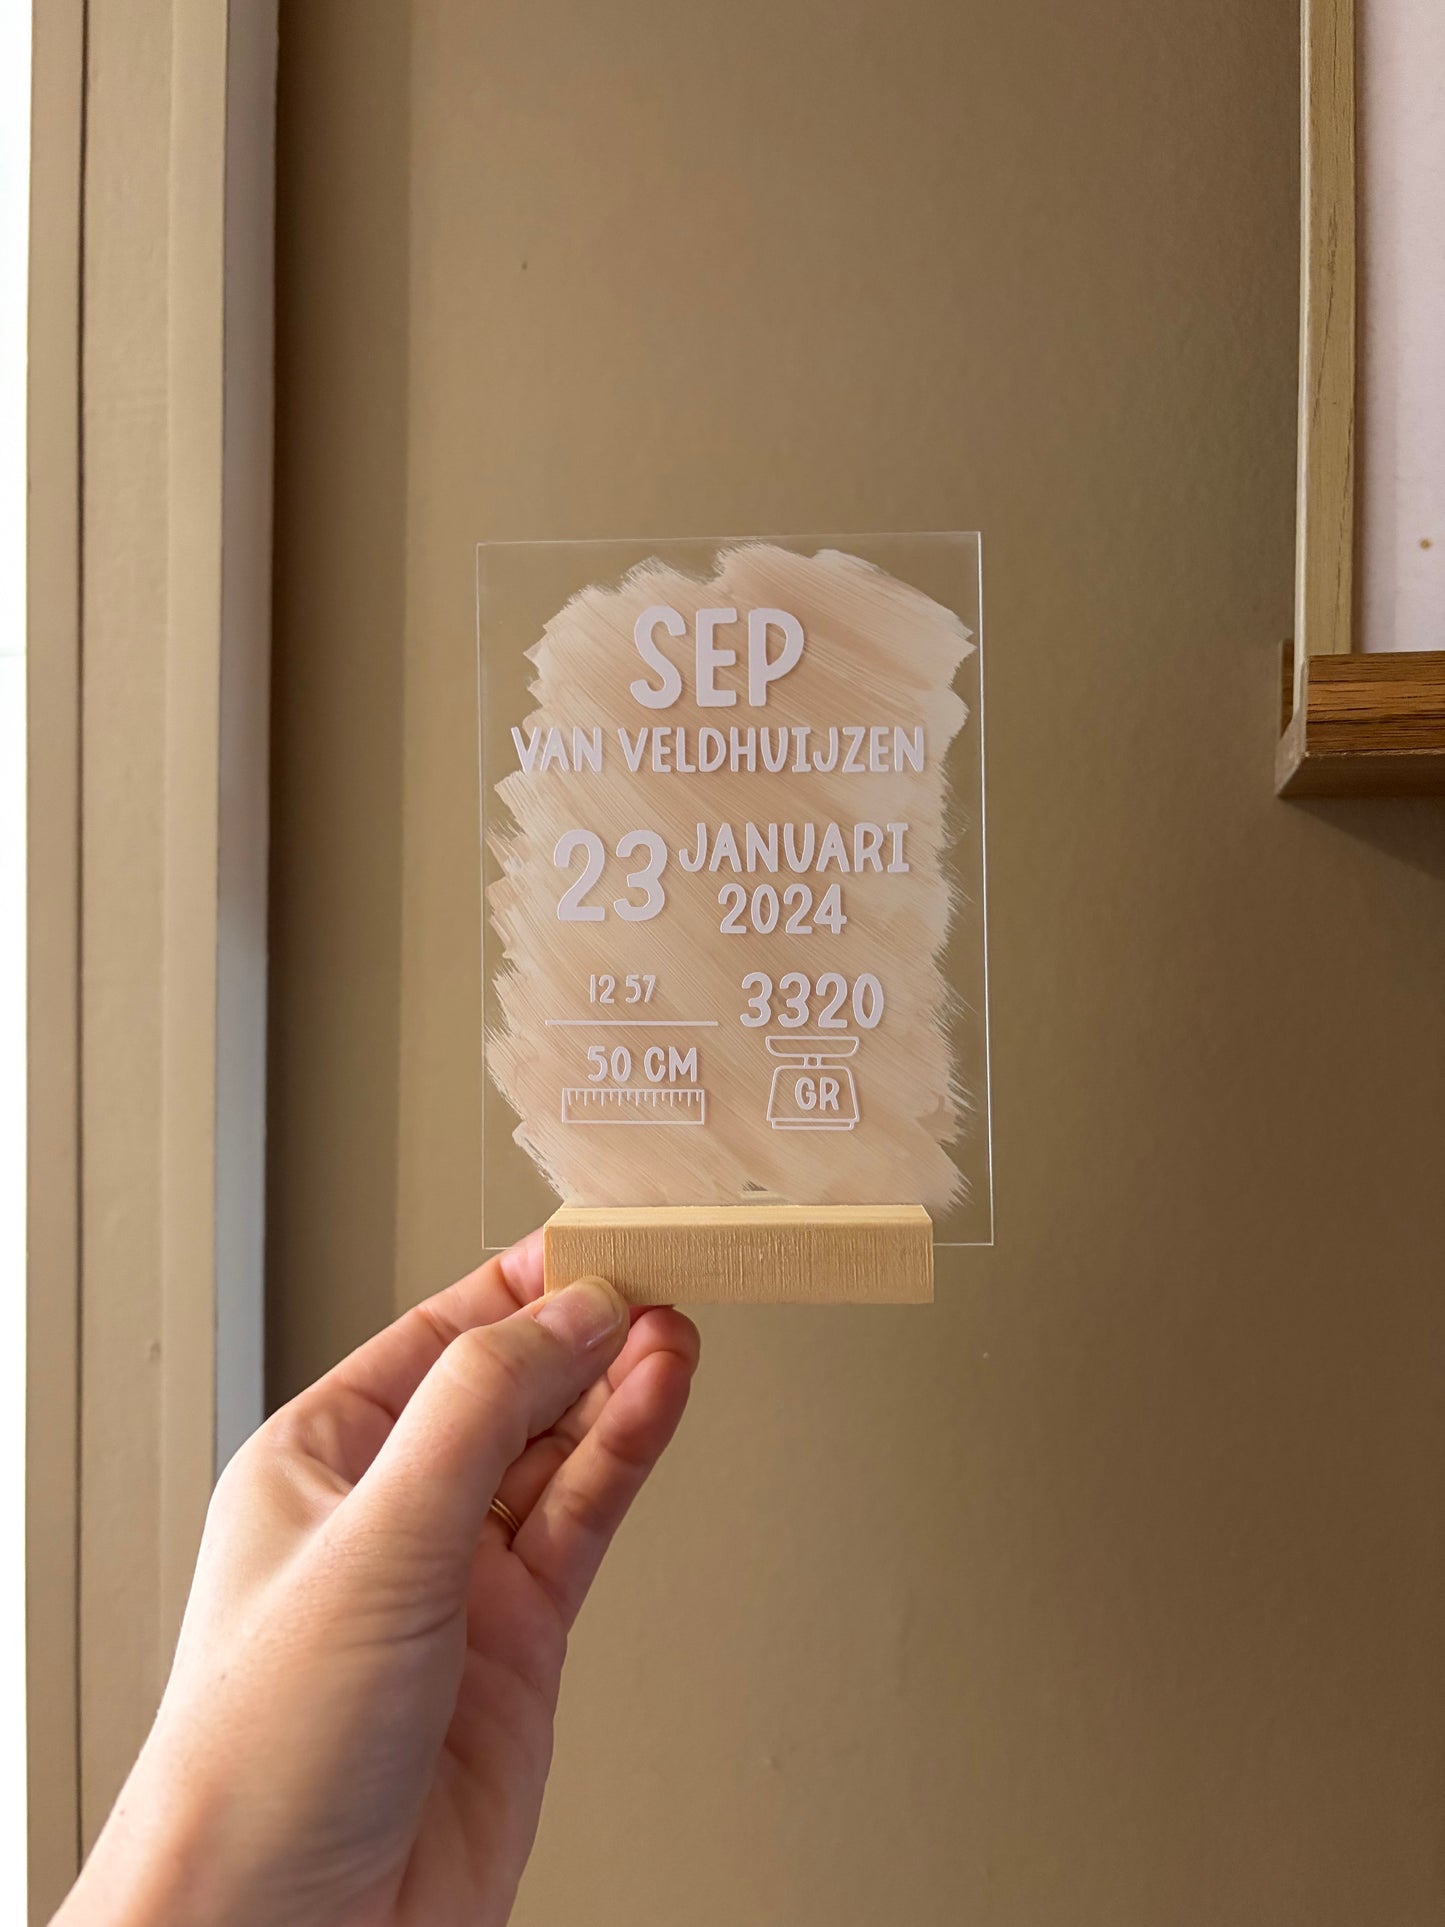 SEP
VAN VELDHUIJZEN
23 JANUARI
2024
12 57
3320
50 CM
GR